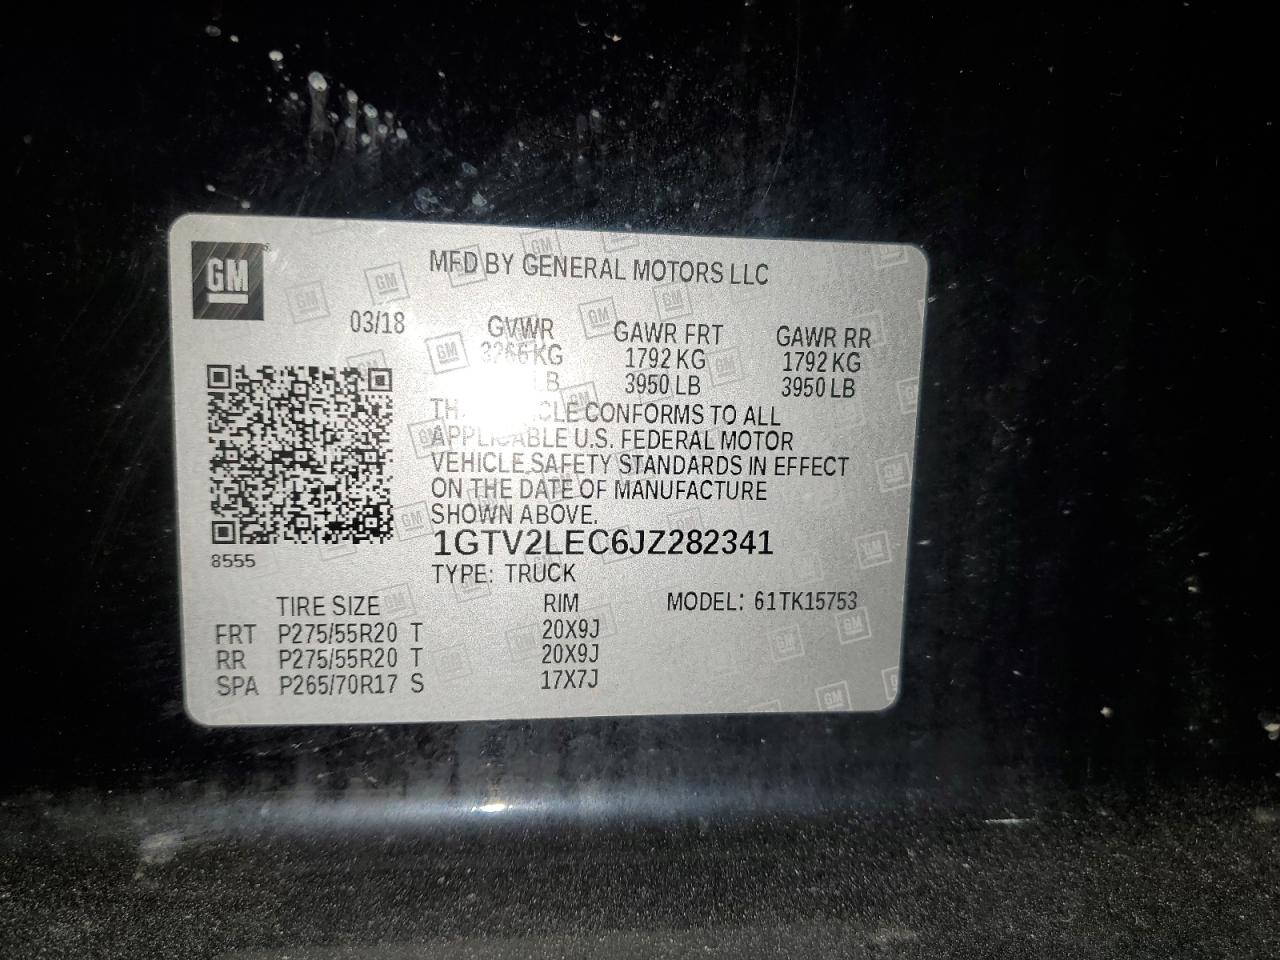 GM
MFD BY GENERAL MOTORS LLC
03/18 GVWR GAWR FRT GAWR RR
3266 KG 1792 KG 1792 KG
LB 3950 LB 3950 LB
CONFORMS TO ALL
APPLICABLE U.S. FEDERAL MOTOR
VEHICLE SAFETY STANDARDS IN EFFECT
ON THE DATE OF MANUFACTURE
SHOWN ABOVE.
8555
1GTV2LEC6JZ282341
TYPE: TRUCK
TIRE SIZE RIM MODEL: 61TK15753
FRT P275/55R20 T 20X9J
RR P275/55R20 T 20X9J
SPA P265/70R17 S 17X7J